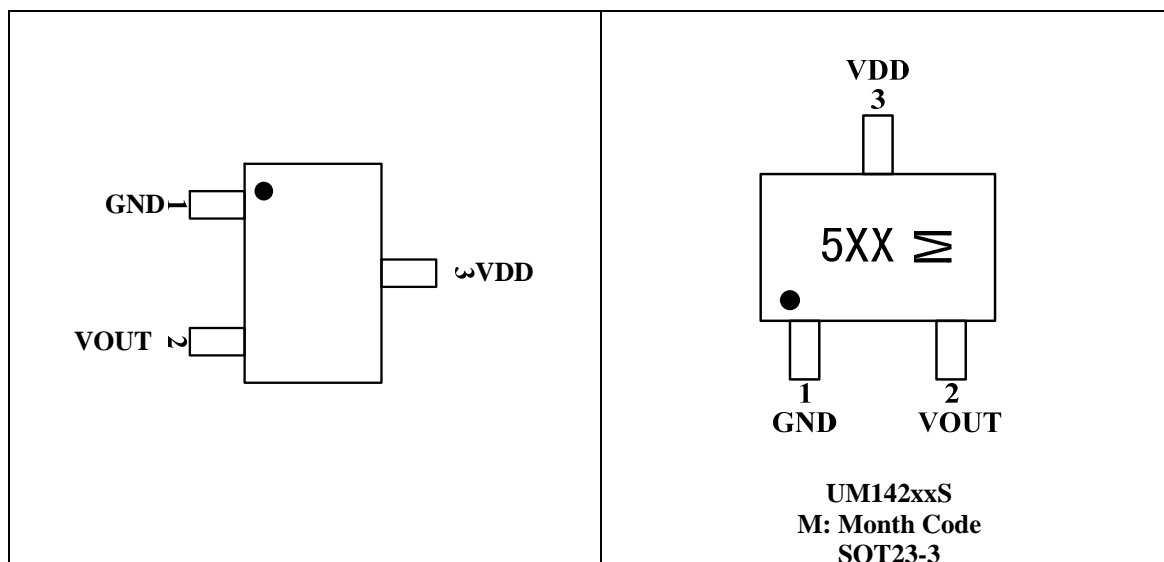 GND 1
VOUT 2
3 VDD
VDD
3
5XX M
1
GND
2
VOUT
UM142xxS
M: Month Code
SOT23-3